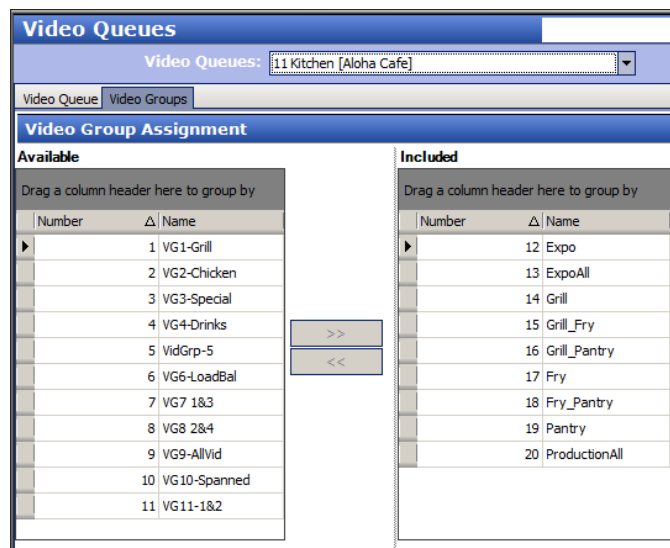 Video Queues
Video Queues: 11 Kitchen [Aloha Cafe]
Video Queue Video Groups
Video Group Assignment
Available
Drag a column header here to group by
Number Name
1 VG1-Grill
2 VG2-Chicken
3 VG3-Special
4 VG4-Drinks
5 VidGrp-5
6 VG6-LoadBal
7 VG7 1&3
8 VG8 2&4
9 VG9-AllVid
10 VG10-Spanned
11 VG11-1&2
>>
<<
Included
Drag a column header here to group by
Number Name
12 Expo
13 ExpoAll
14 Grill
15 Grill_Fry
16 Grill_Pantry
17 Fry
18 Fry_Pantry
19 Pantry
20 ProductionAll